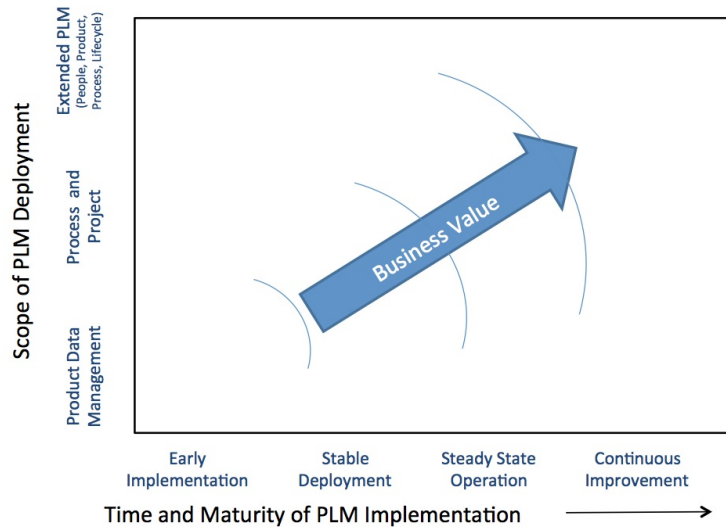 Scope of PLM Deployment
Extended PLM
(People, Product,
Process, Lifecycle)
Process and
Project
Product Data
Management
Business Value
Early
Implementation
Stable
Deployment
Steady State
Operation
Continuous
Improvement
Time and Maturity of PLM Implementation